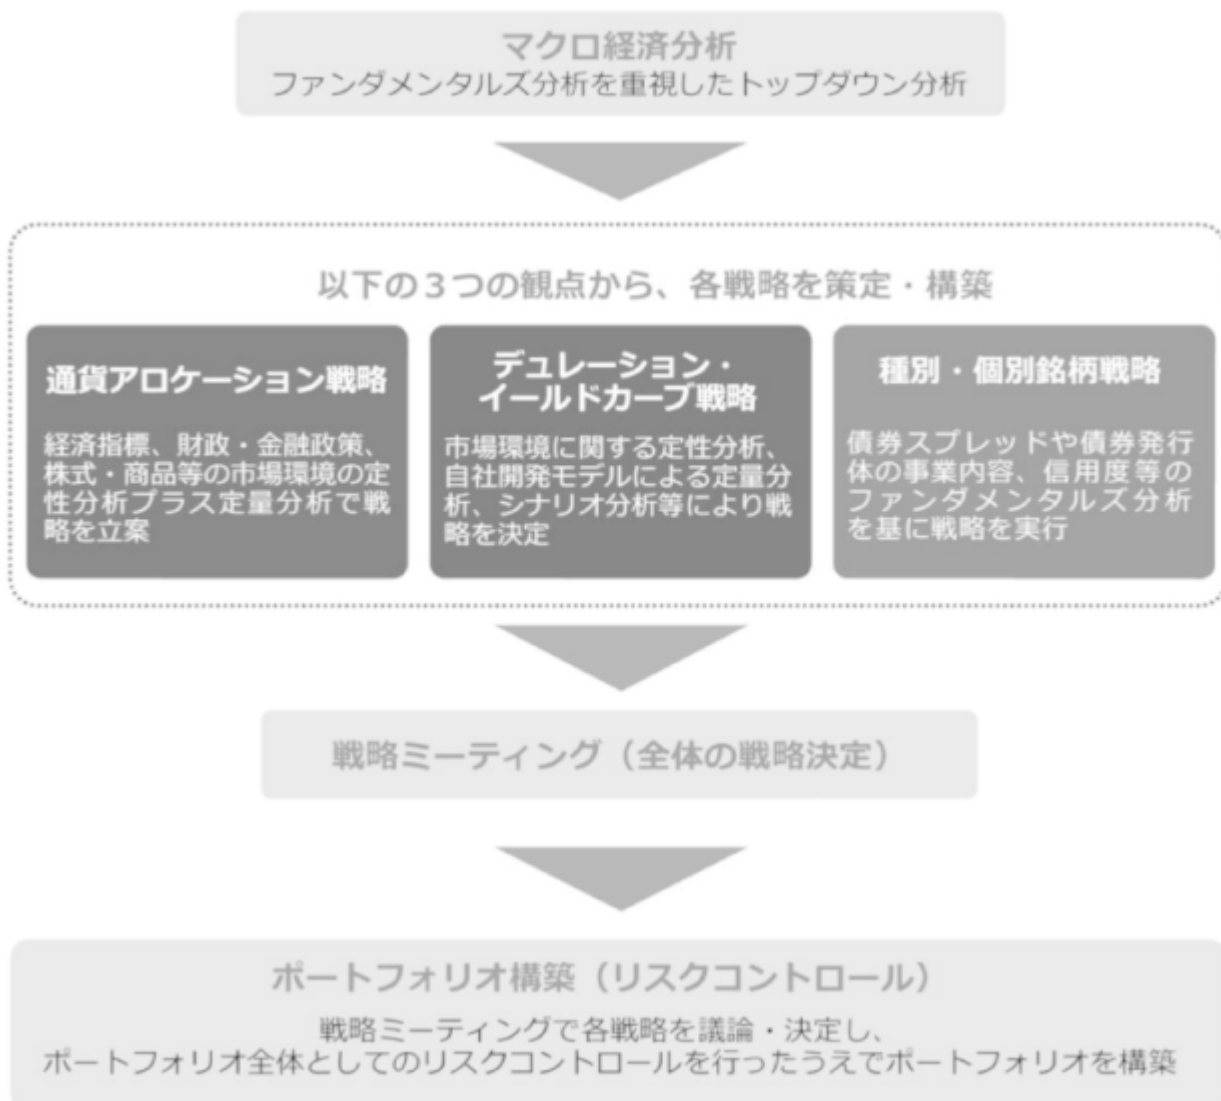 マクロ経済分析
ファンダメンタルズ分析を重視したトップダウン分析
以下の３つの観点から、各戦略を策定・構築
通貨アロケーション戦略
経済指標、財政・金融政策、
株式・商品等の市場環境の定
性分析プラス定量分析で戦
略を立案
デュレーション・
イールドカーブ戦略
市場環境に関する定性分析、
自社開発モデルによる定量分
析、シナリオ分析等により戦
略を決定
種別・個別銘柄戦略
債券スプレッドや債券発行
体の事業内容、信用度等の
ファンダメンタルズ分析
を基に戦略を実行
戦略ミーティング（全体の戦略決定）
ポートフォリオ構築（リスクコントロール）
戦略ミーティングで各戦略を議論・決定し、
ポートフォリオ全体としてのリスクコントロールを行ったうえでポートフォリオを構築